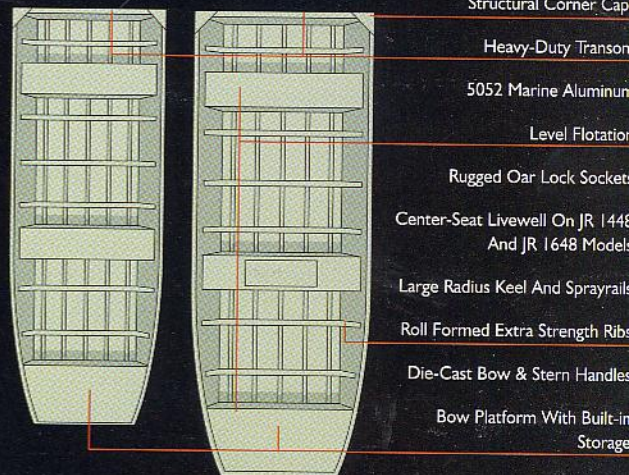 Structural Corner Cap
Heavy-Duty Transom
5052 Marine Aluminum
Level Flotation
Rugged Oar Lock Sockets
Center-Seat Livewell On JR 1448
And JR 1648 Models
Large Radius Keel And Sprayrails
Roll Formed Extra Strength Ribs
Die-Cast Bow & Stern Handles
Bow Platform With Built-in
Storage